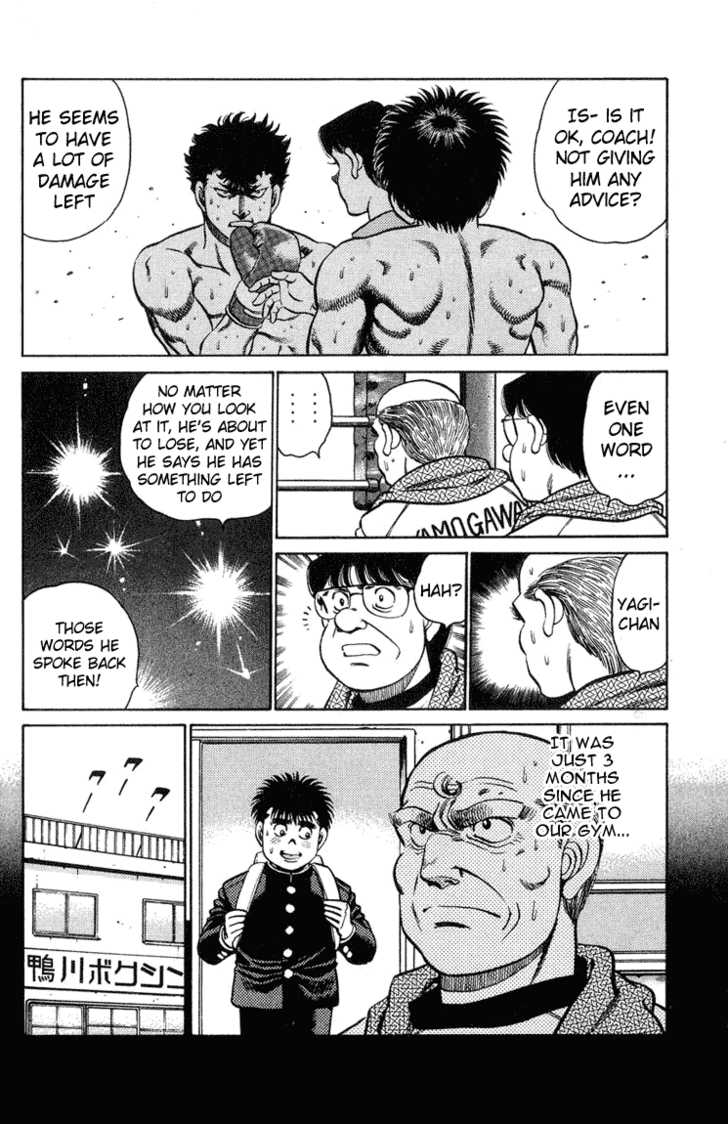 IS- IS IT
OK, COACH!
NOT GIVING
HIM ANY
ADVICE?
HE SEEMS
TO HAVE
A LOT OF
DAMAGE
LEFT
EVEN
ONE
WORD
...
......
AMOGAWA
NO MATTER
HOW YOU LOOK
AT IT, HE'S ABOUT
TO LOSE, AND YET
HE SAYS HE HAS
SOMETHING LEFT
TO DO
THOSE
WORDS HE
SPOKE BACK
THEN!
YAGI-
CHAN
HAH?
IT WAS
JUST 3
MONTHS
SINCE HE
CAME TO
OUR GYM...
鴨川ボクシン